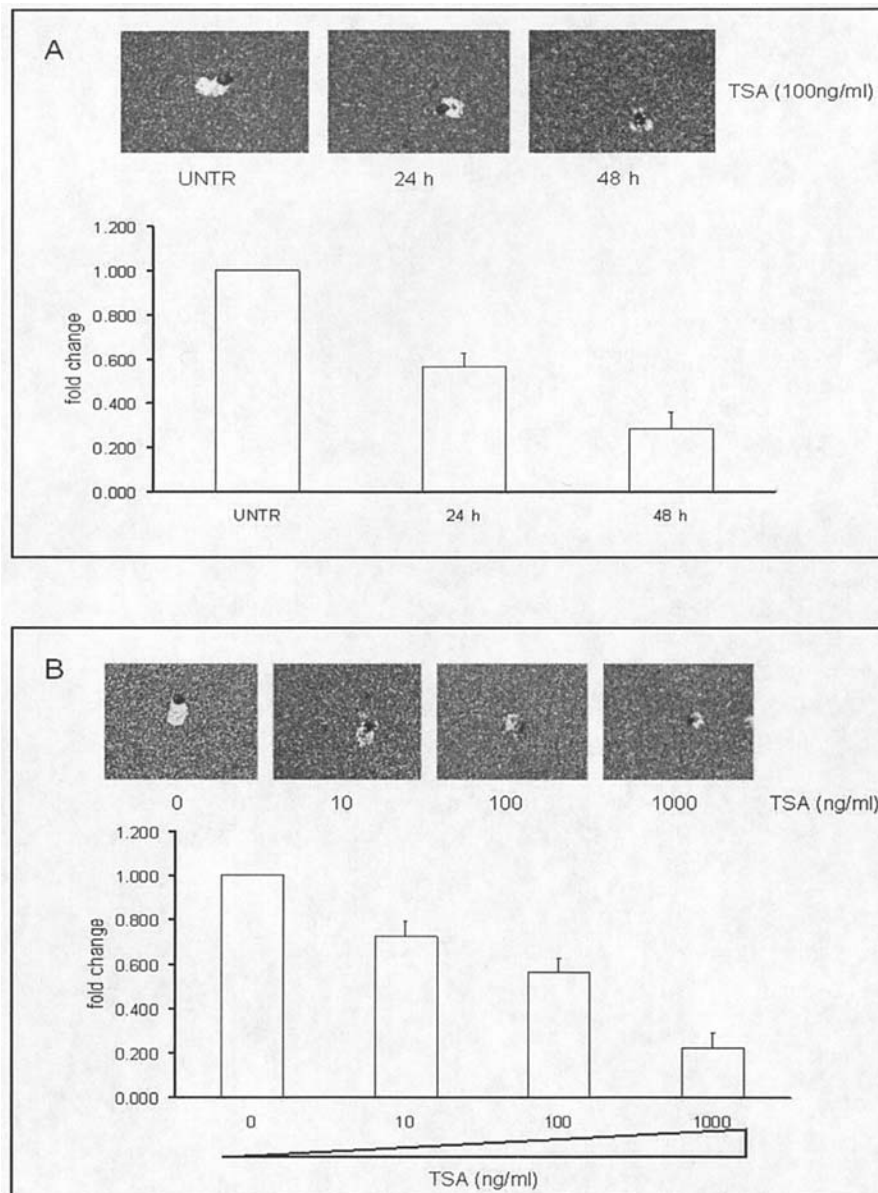 A
TSA (100ng/ml)
UNTR 24 h 48 h
1.200
1.000
0.800
0.600
0.400
0.200
0.000
fold change
UNTR 24 h 48 h
B
0 10 100 1000 TSA (ng/ml)
1.200
1.000
0.800
0.600
0.400
0.200
0.000
fold change
0 10 100 1000
TSA (ng/ml)